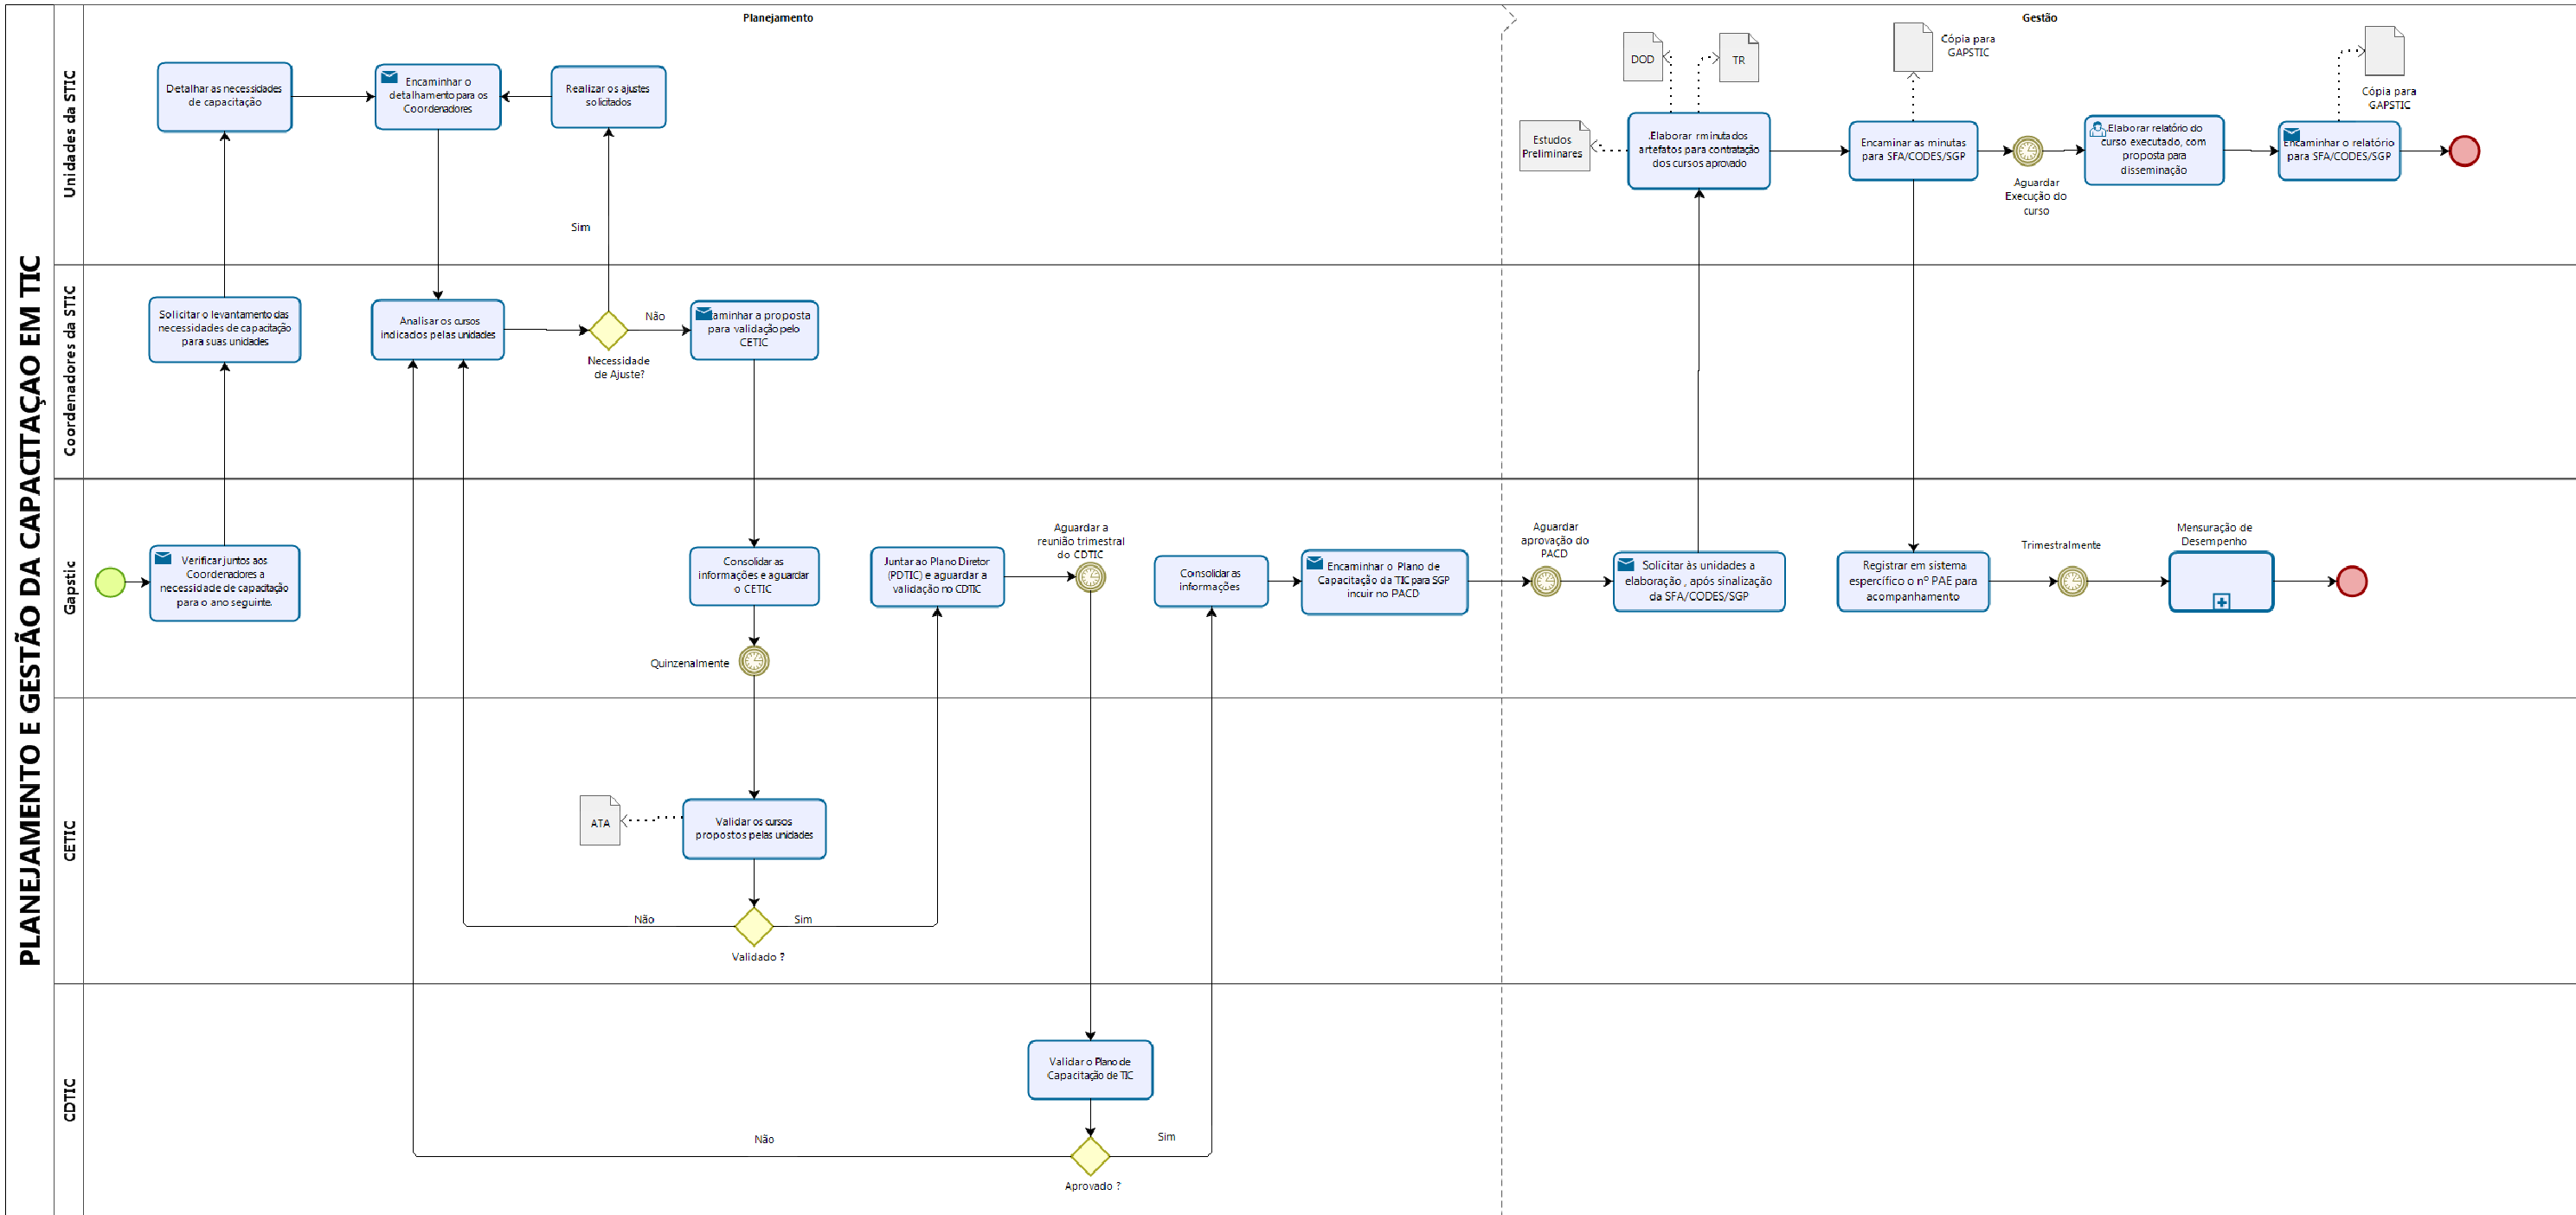 PLANEJAMENTO E GESTÃO DA CAPACITAÇAO EM TIC
Planejamento
Gestão
Unidades da STIC
Detalhar as necessidades
de capacitação
Encaminhar o
detalhamento para os
Coordenadores
Realizar os ajustes
solicitados
Sim
DOD
TR
Estudos
Preliminares
.Elaborar rminutados
artefatos para contratação
dos cursos aprovado
Cópia para
GAPSTIC
Encaminar as minutas
para SFA/CODES/SGP
Aguardar
Execução do
curso
.Elaborar relatório do
curso executado, com
proposta para
disseminação
Cópia para
GAPSTIC
Encaminhar o relatório
para SFA/CODES/SGP
Coordenadores da STIC
Solicitar o levantamento das
necessidades de capacitação
para suas unidades
Analisar os cursos
indicados pelas unidades
Necessidade
de Ajuste?
Não
aminhar a proposta
para validação pelo
CETIC
Gapstic
Verificar juntos aos
Coordenadores a
necessidade de capacitação
para o ano seguinte.
Consolidar as
informações e aguardar
o CETIC
Quinzenalmente
Juntar ao Plano Diretor
(PDTIC) e aguardar a
validação no CDTIC
Aguardar a
reunião trimestral
do CDTIC
Consolidar as
informações
Encaminhar o Plano de
Capacitação da TIC para SGP
incuir no PACD
Aguardar
aprovação do
PACD
Solicitar às unidades a
elaboração , após sinalização
da SFA/CODES/SGP
Registrar em sistema
espercífico o nº PAE para
acompanhamento
Trimestralmente
Mensuração de
Desempenho
CETIC
ATA
Validar os cursos
propostos pelas unidades
Não
Sim
Validado ?
CDTIC
Validar o Plano de
Capacitação de TIC
Não
Sim
Aprovado ?